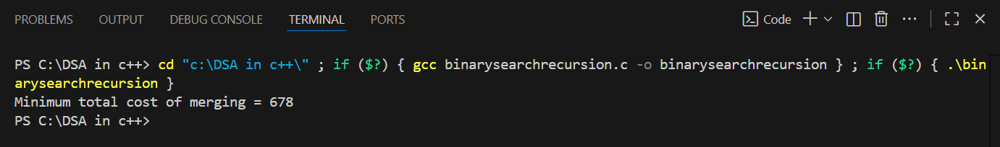 PROBLEMS OUTPUT DEBUG CONSOLE TERMINAL PORTS Code
PS C:\DSA in c++> cd "c:\DSA in c++\" ; if ($?) { gcc binarysearchrecursion.c -o binarysearchrecursion } ; if ($?) { .\bin
arysearchrecursion }
Minimum total cost of merging = 678
PS C:\DSA in c++>